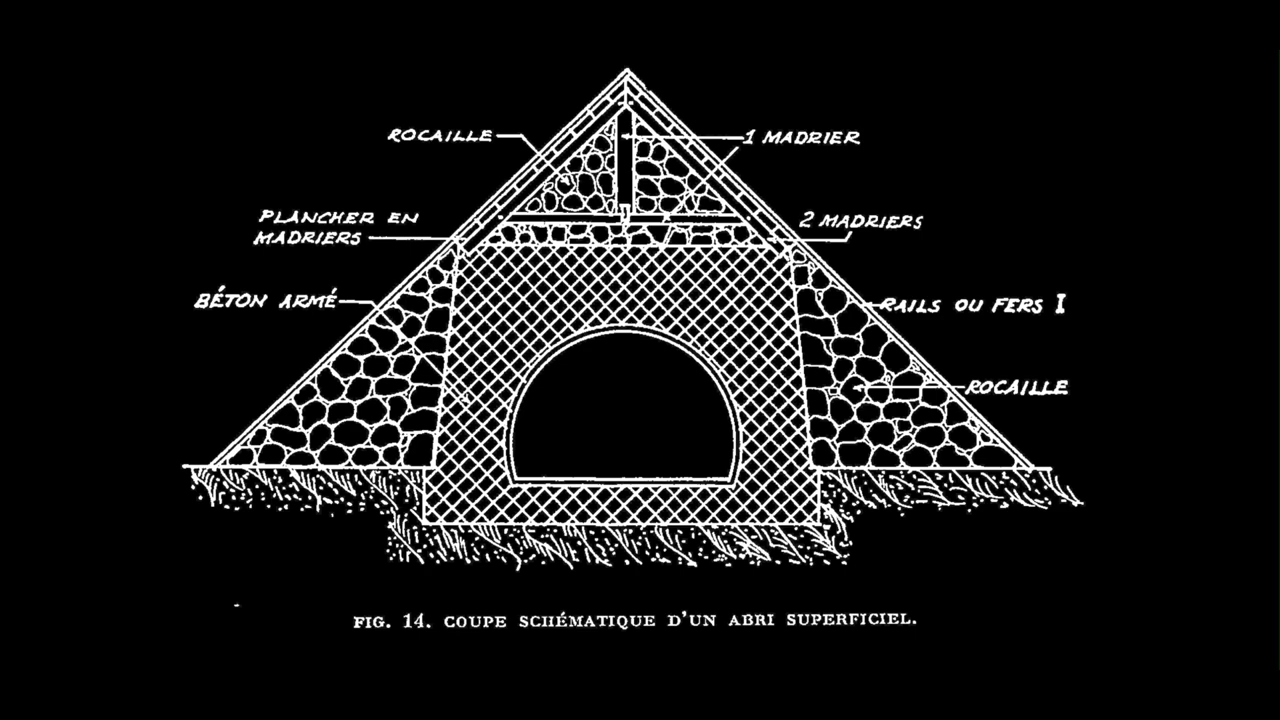 ROCAILLE
1 MADRIER
PLANCHER EN
MADRIERS
2 MADRIERS
BÉTON ARMÉ
RAILS OU FERS I
ROCAILLE
FIG. 14. COUPE SCHÉMATIQUE D'UN ABRI SUPERFICIEL.